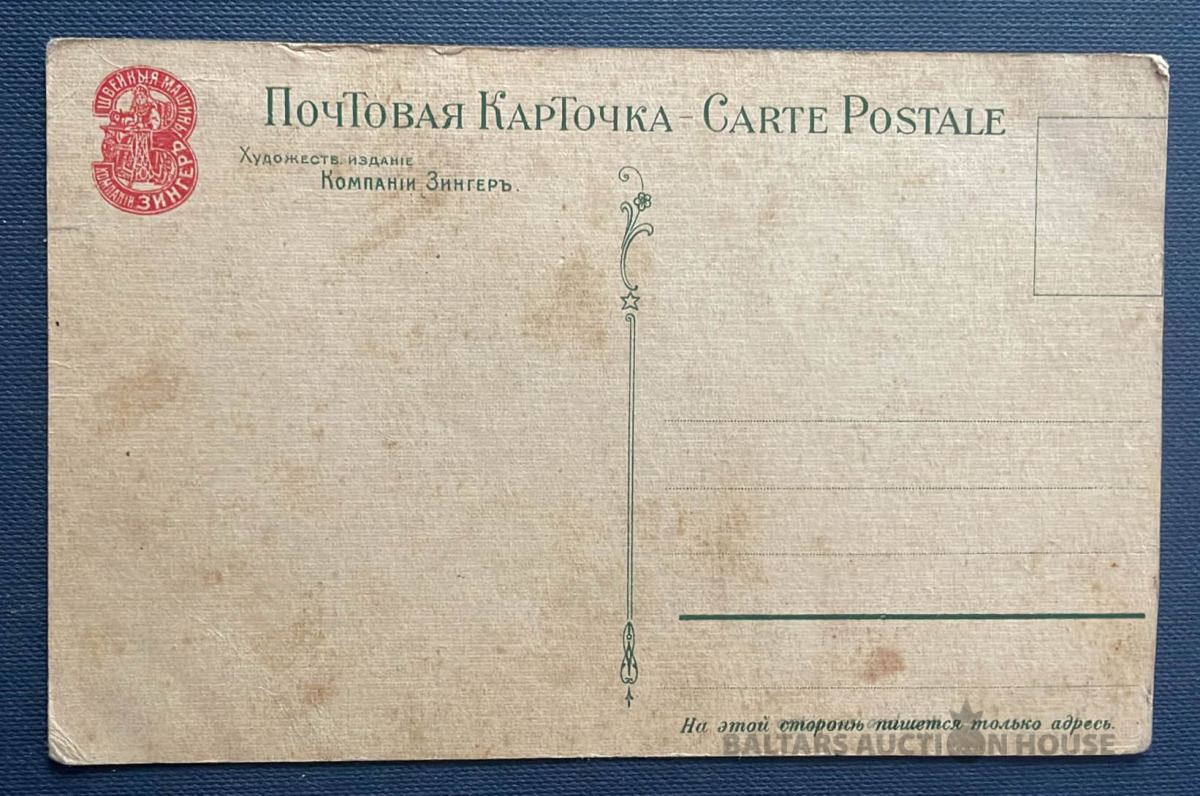 ШВЕЙНЫЯ МАШИНЫ
КОМПАНІИ ЗИНГЕРЪ
ПОЧТОВАЯ КАРТОЧКА - CARTE POSTALE
ХУДОЖЕСТВ. ИЗДАНІЕ
КОМПАНІИ ЗИНГЕРЪ.
На этой сторонѣ пишется только адресъ.
BALTARS AUCTION HOUSE